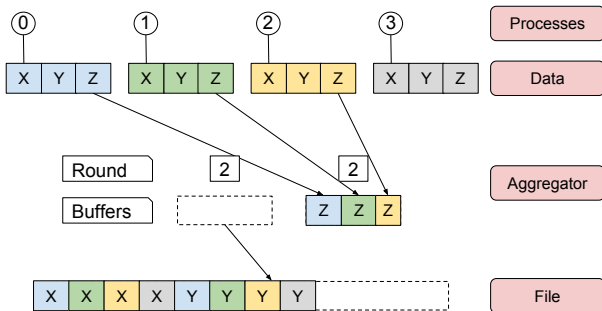 0 1 2 3 Processes
X Y Z X Y Z X Y Z X Y Z Data
Round 2 2
Aggregator
Buffers Z Z Z
X X X X Y Y Y Y File